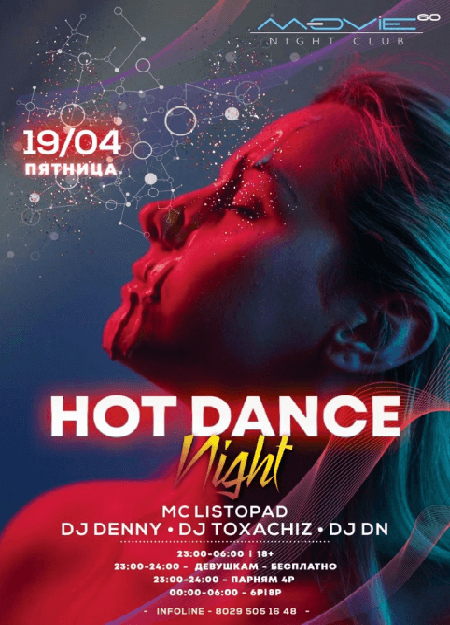 MOVIE 60
NIGHT CLUB
19/04
ПЯТНИЦА
HOT DANCE
Night
MC LISTOPAD
DJ DENNY • DJ TOXACHIZ • DJ DN
23:00-06:00 | 18+
23:00-24:00 - ДЕВУШКАМ - БЕСПЛАТНО
23:00-24:00 - ПАРНЯМ 4Р
00:00-06:00 - 6Р|8Р
- INFOLINE - 8029 505 16 48 -